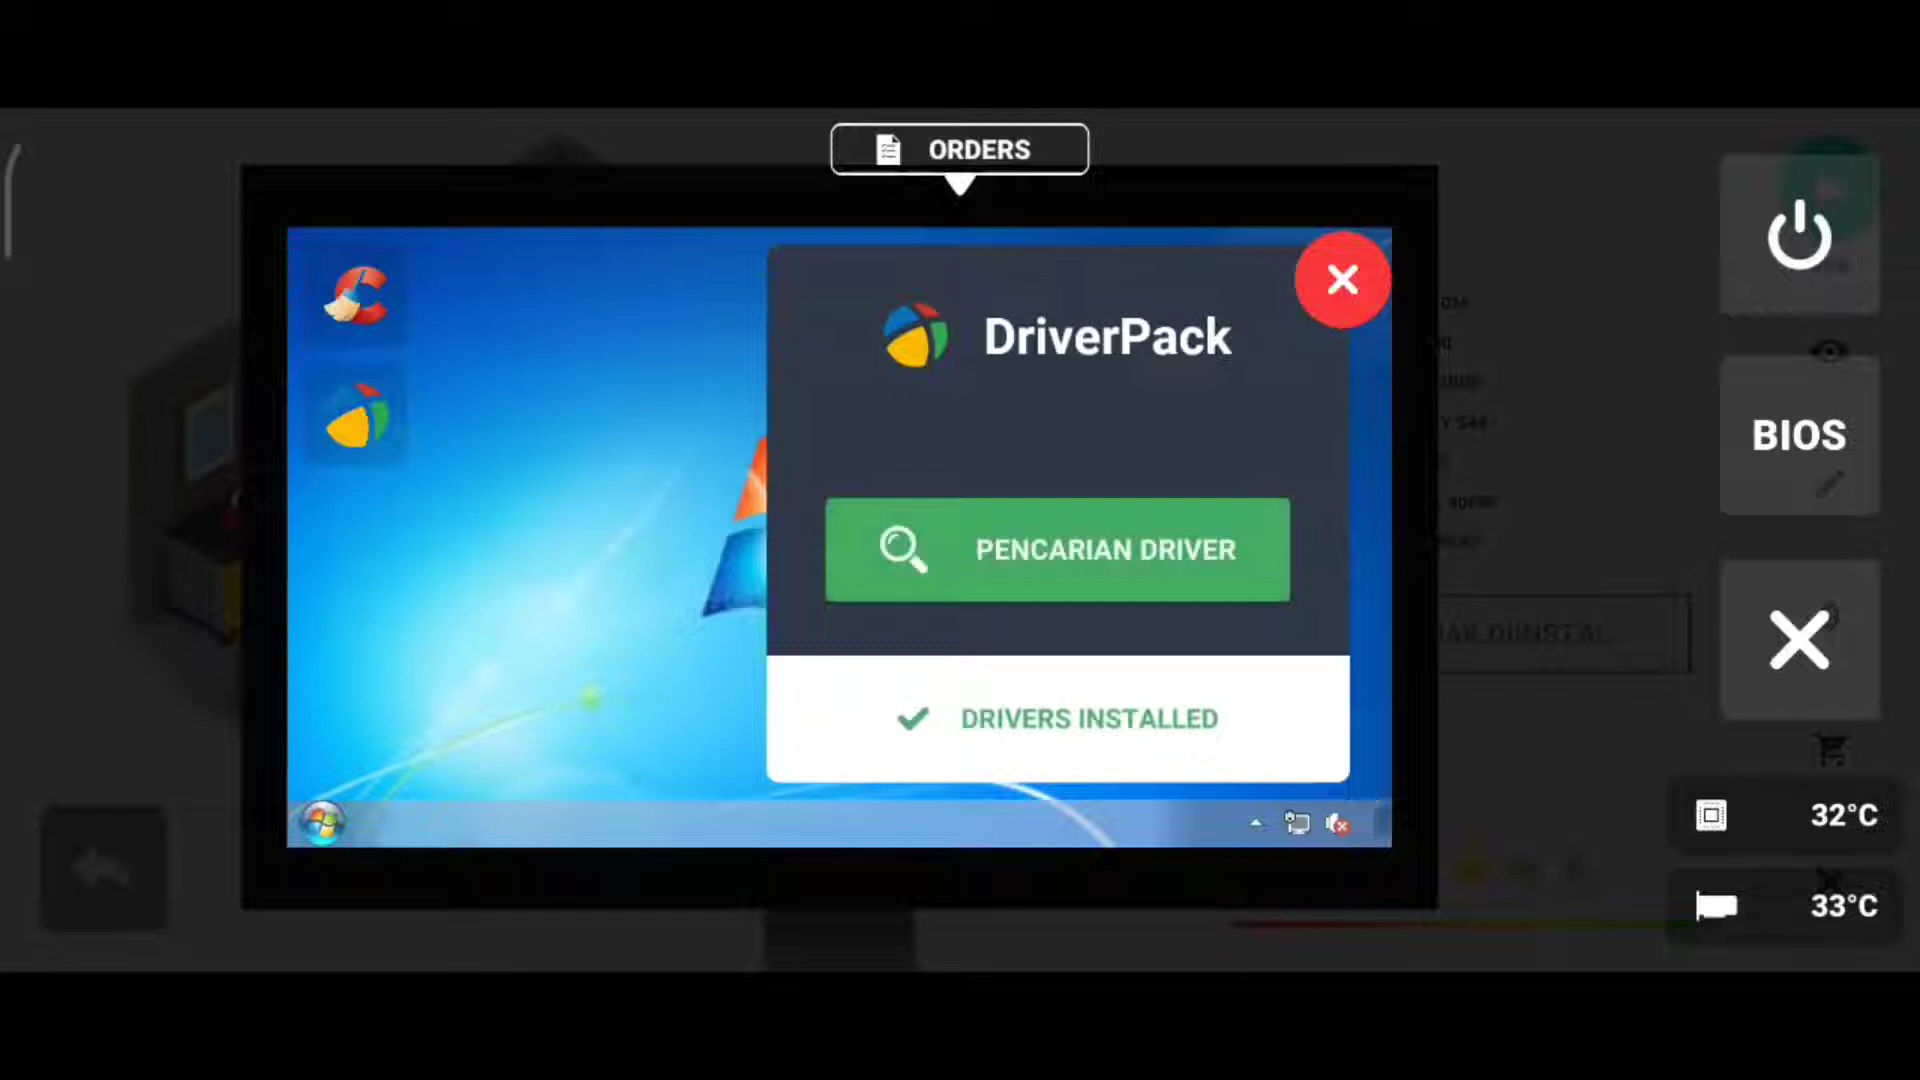 ORDERS
DriverPack
BIOS
PENCARIAN DRIVER
DRIVERS INSTALLED
32°C
33°C